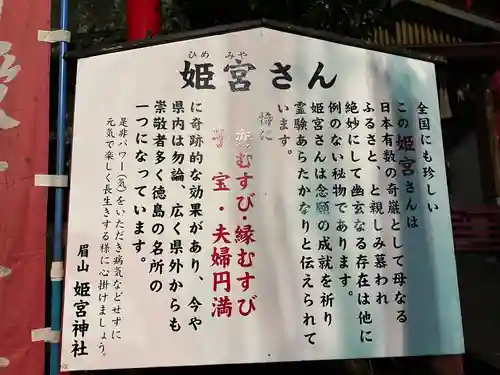 ひめ みや
姫宮さん
全国にも珍しい
この姫宮さんは
日本有数の奇巌として母なる
ふるさと、と親しみ慕われ
絶妙にして幽玄なる存在は他に
例のない秘物であります。
姫宮さんは念願の成就を祈り
霊験あらたかなりと伝えられて
います。
特に
むすび・縁むすび
宝・夫婦円満
に奇跡的な効果があり、今や
県内は勿論、広く県外からも
崇敬者多く徳島の名所の
一つになっています。
是非パワー（気）をいただき病気などせずに
元気で楽しく長生きする様に心掛けましょう。
眉山 姫宮神社